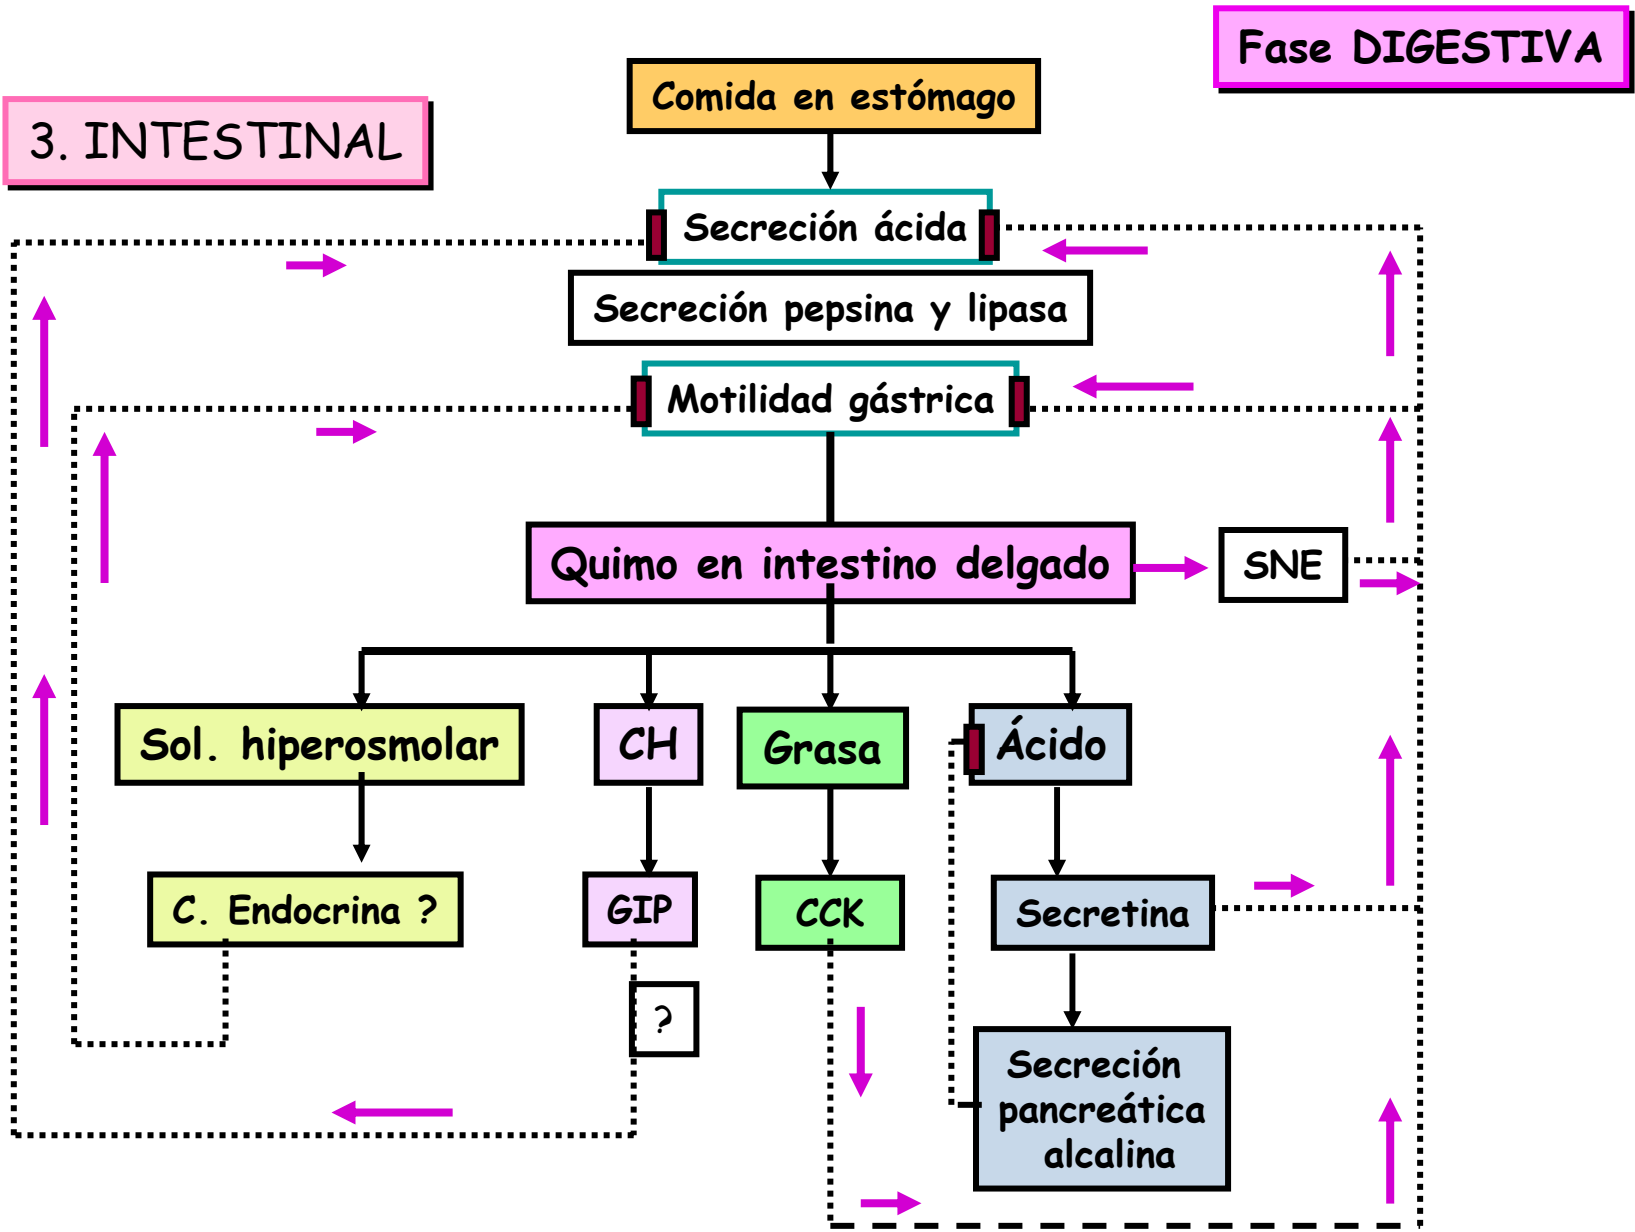 Fase DIGESTIVA
Comida en estómago
3. INTESTINAL
Secreción ácida
Secreción pepsina y lipasa
Motilidad gástrica
Quimo en intestino delgado
SNE
Sol. hiperosmolar
CH
Grasa
Ácido
C. Endocrina ?
GIP
CCK
Secretina
?
Secreción
pancreática
alcalina